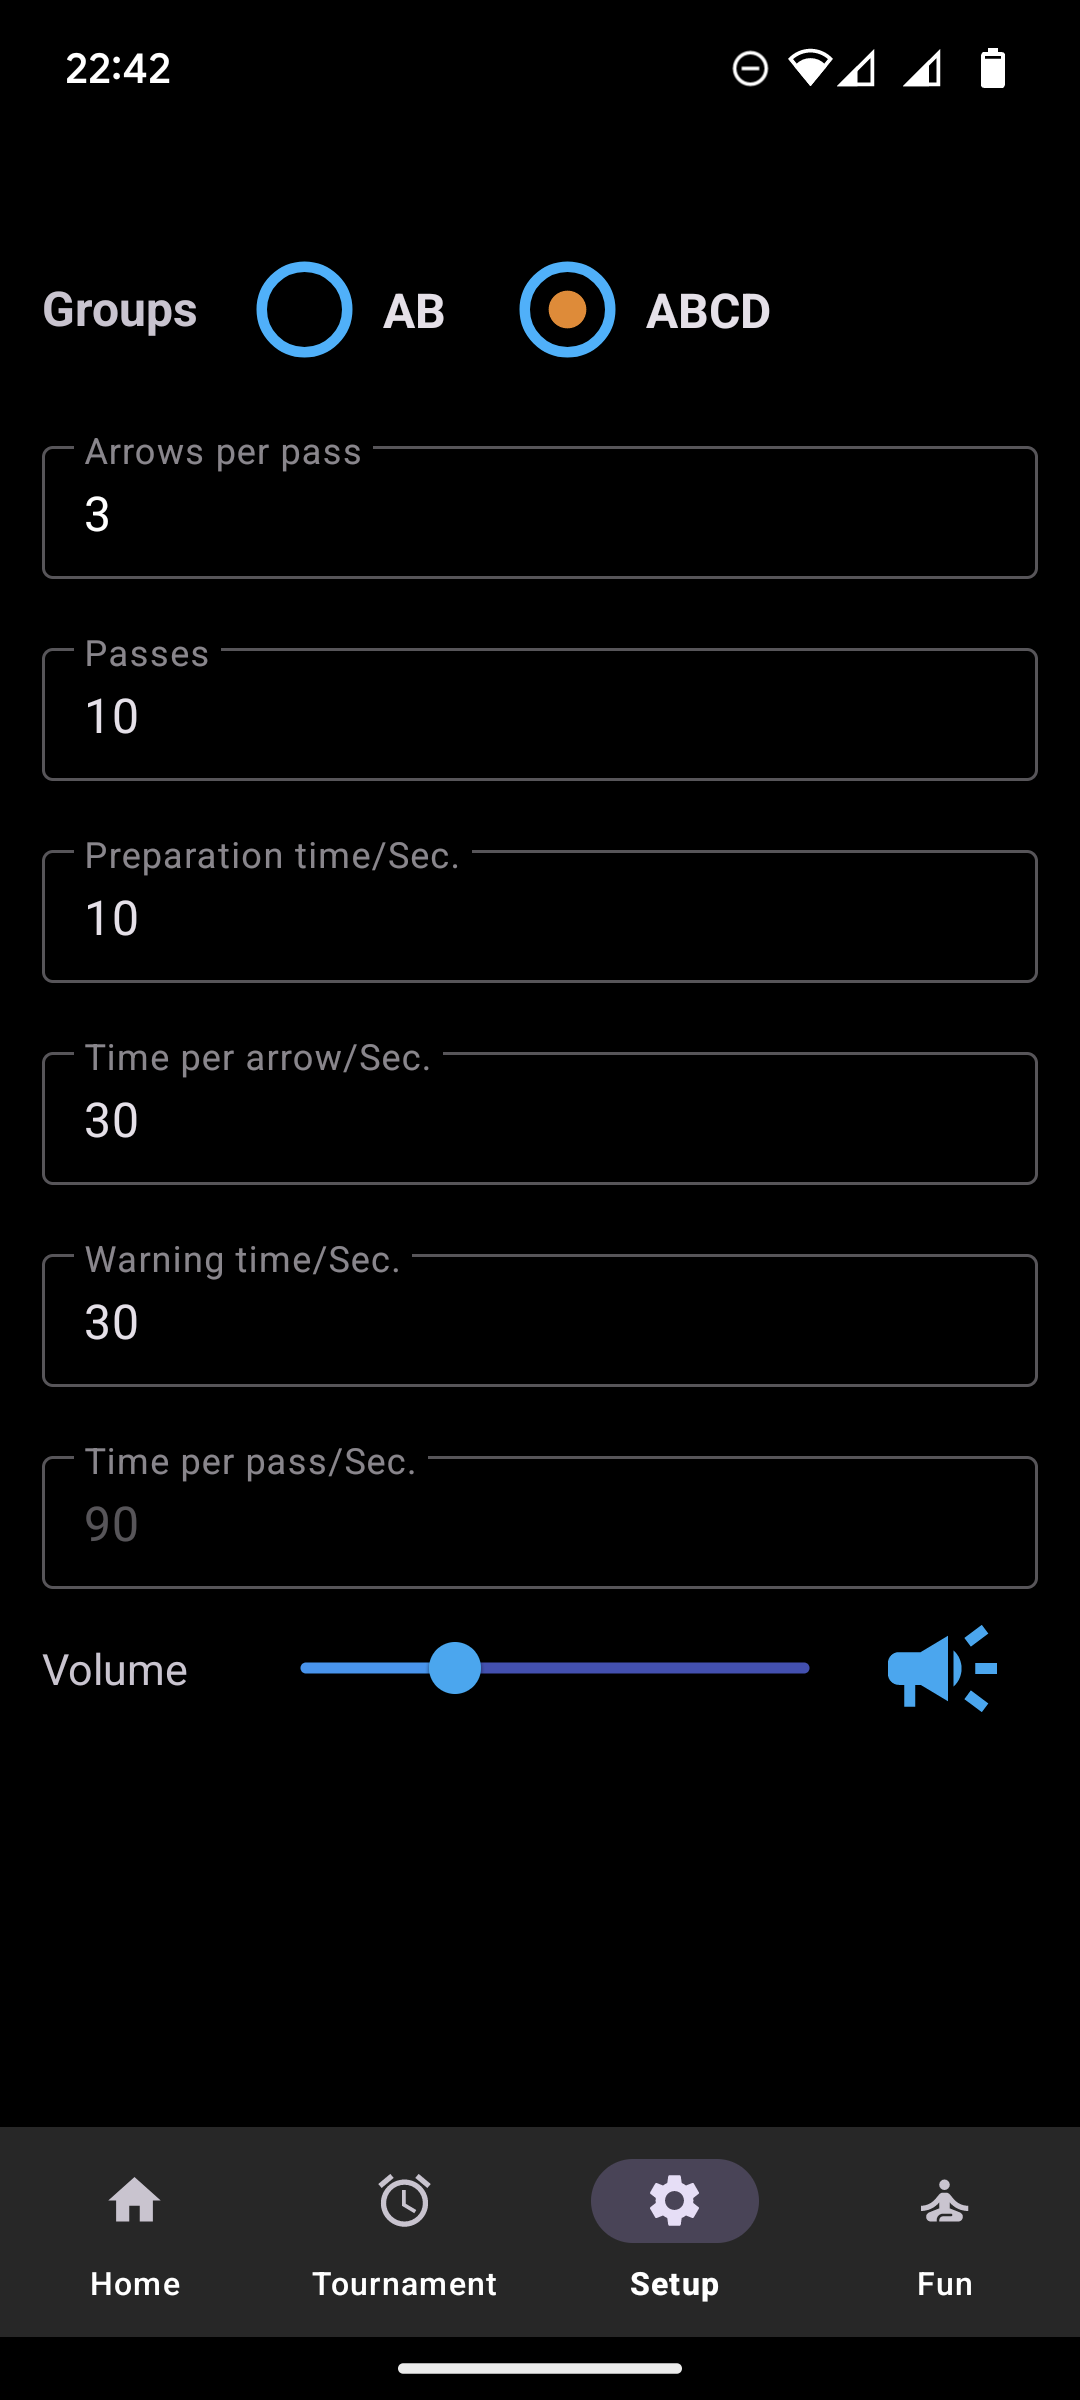 22:42
Groups AB ABCD
Arrows per pass
3
Passes
10
Preparation time/Sec.
10
Time per arrow/Sec.
30
Warning time/Sec.
30
Time per pass/Sec.
90
Volume
Home Tournament Setup Fun